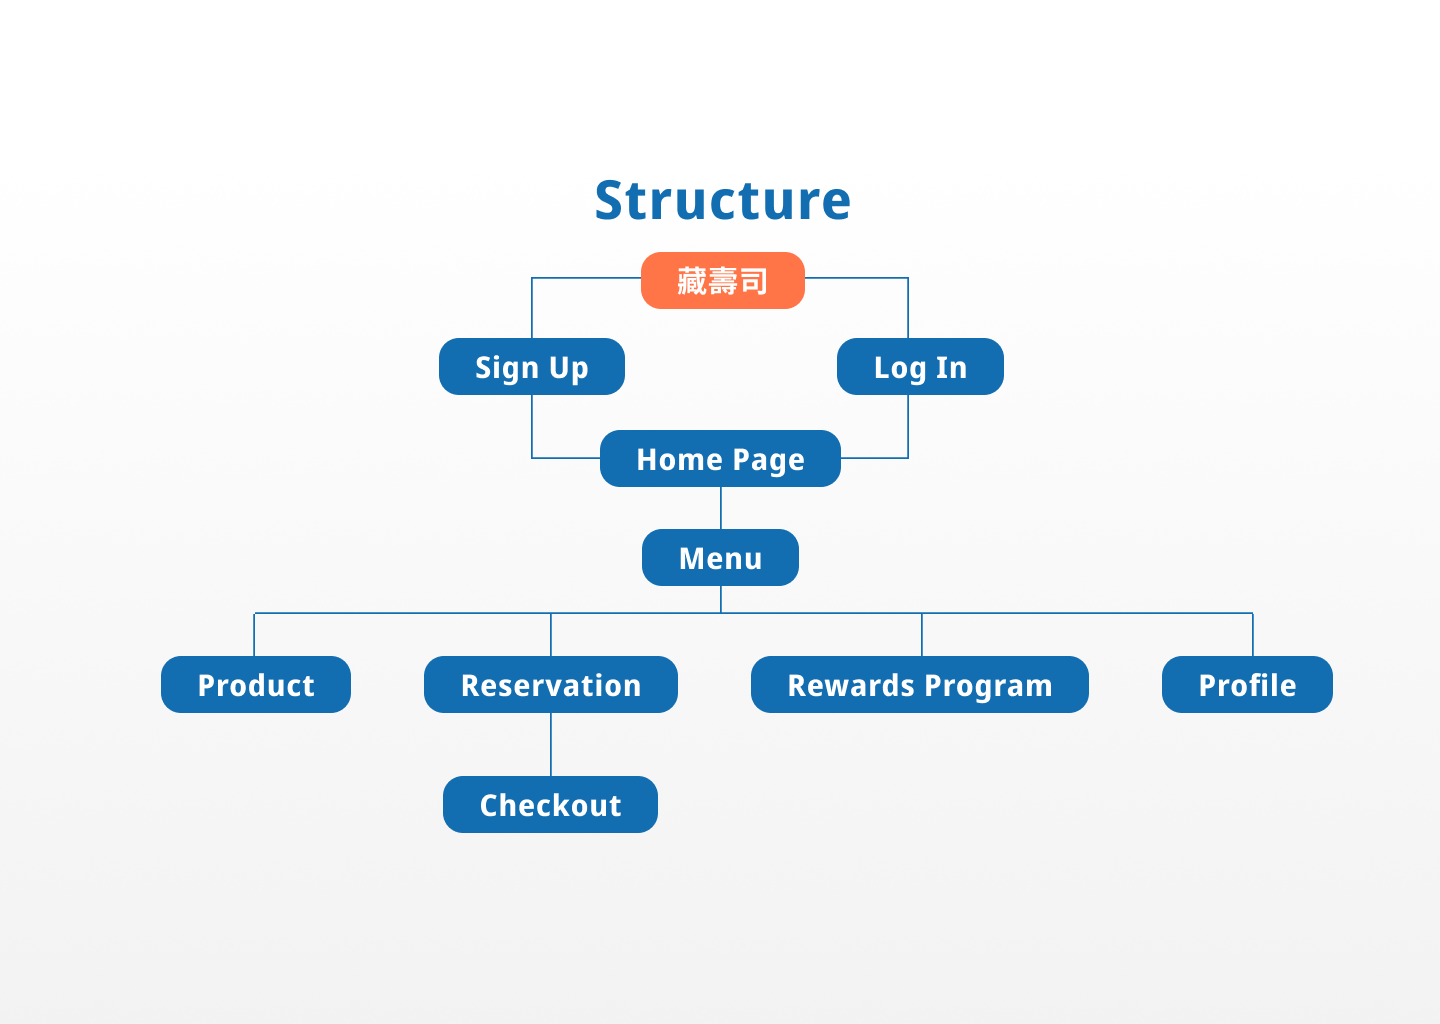 Structure
藏壽司
Sign Up
Log In
Home Page
Menu
Product
Reservation
Rewards Program
Profile
Checkout